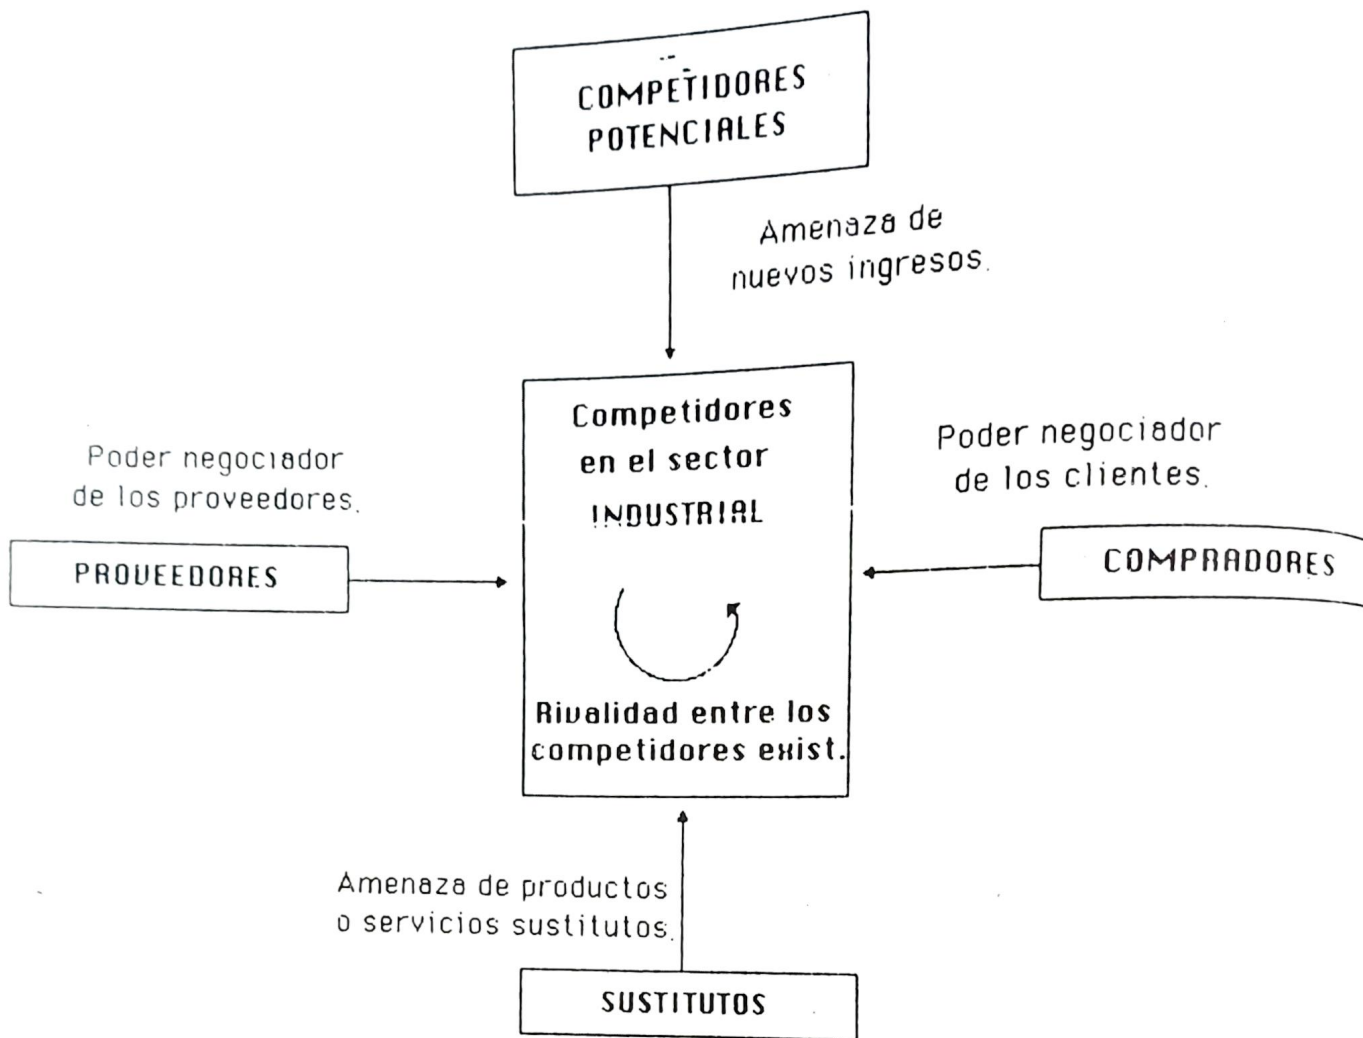 COMPETIDORES
POTENCIALES
Amenaza de
nuevos ingresos.
Competidores
en el sector
INDUSTRIAL
Poder negociador
de los proveedores.
PROVEEDORES
Poder negociador
de los clientes.
COMPRADORES
Rivalidad entre los
competidores exist.
Amenaza de productos
o servicios sustitutos.
SUSTITUTOS